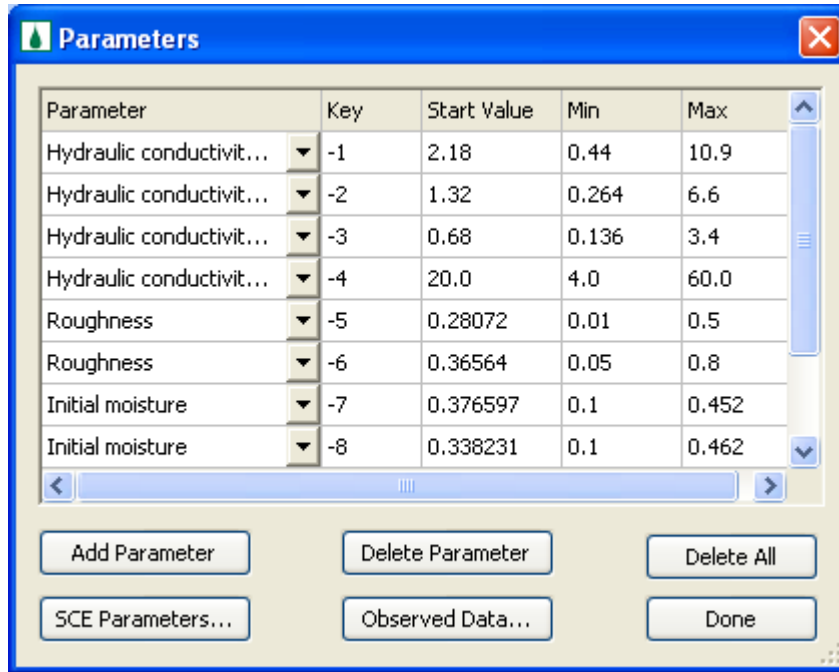 Parameters
Parameter Key Start Value Min Max
Hydraulic conductivit... -1 2.18 0.44 10.9
Hydraulic conductivit... -2 1.32 0.264 6.6
Hydraulic conductivit... -3 0.68 0.136 3.4
Hydraulic conductivit... -4 20.0 4.0 60.0
Roughness -5 0.28072 0.01 0.5
Roughness -6 0.36564 0.05 0.8
Initial moisture -7 0.376597 0.1 0.452
Initial moisture -8 0.338231 0.1 0.462
Add Parameter Delete Parameter Delete All
SCE Parameters... Observed Data... Done